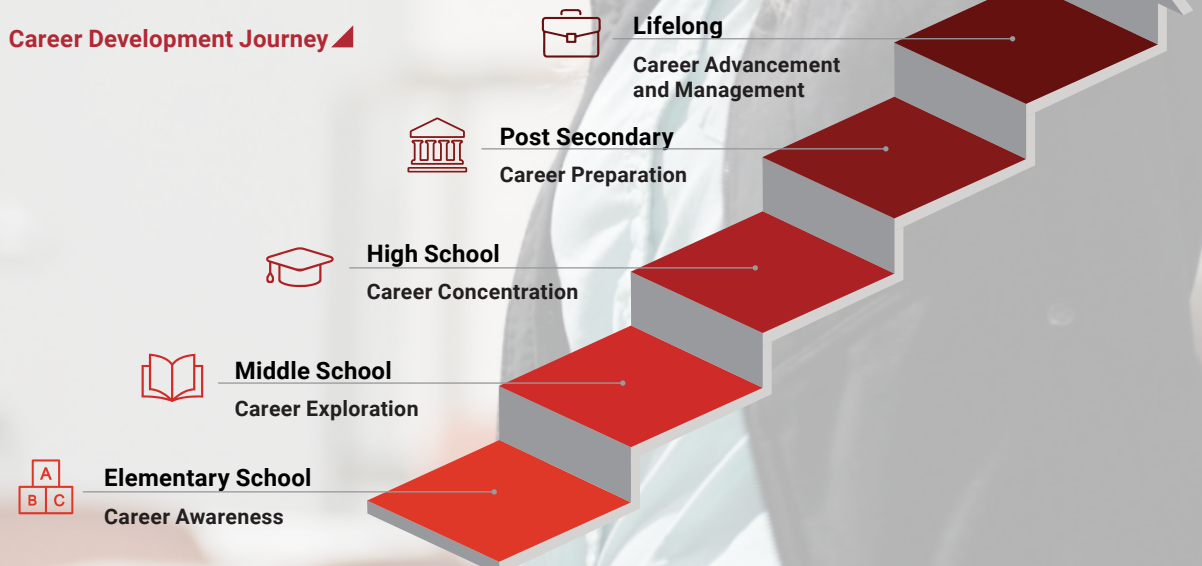 Career Development Journey
Lifelong
Career Advancement
and Management
Post Secondary
Career Preparation
High School
Career Concentration
Middle School
Career Exploration
A
B C
Elementary School
Career Awareness